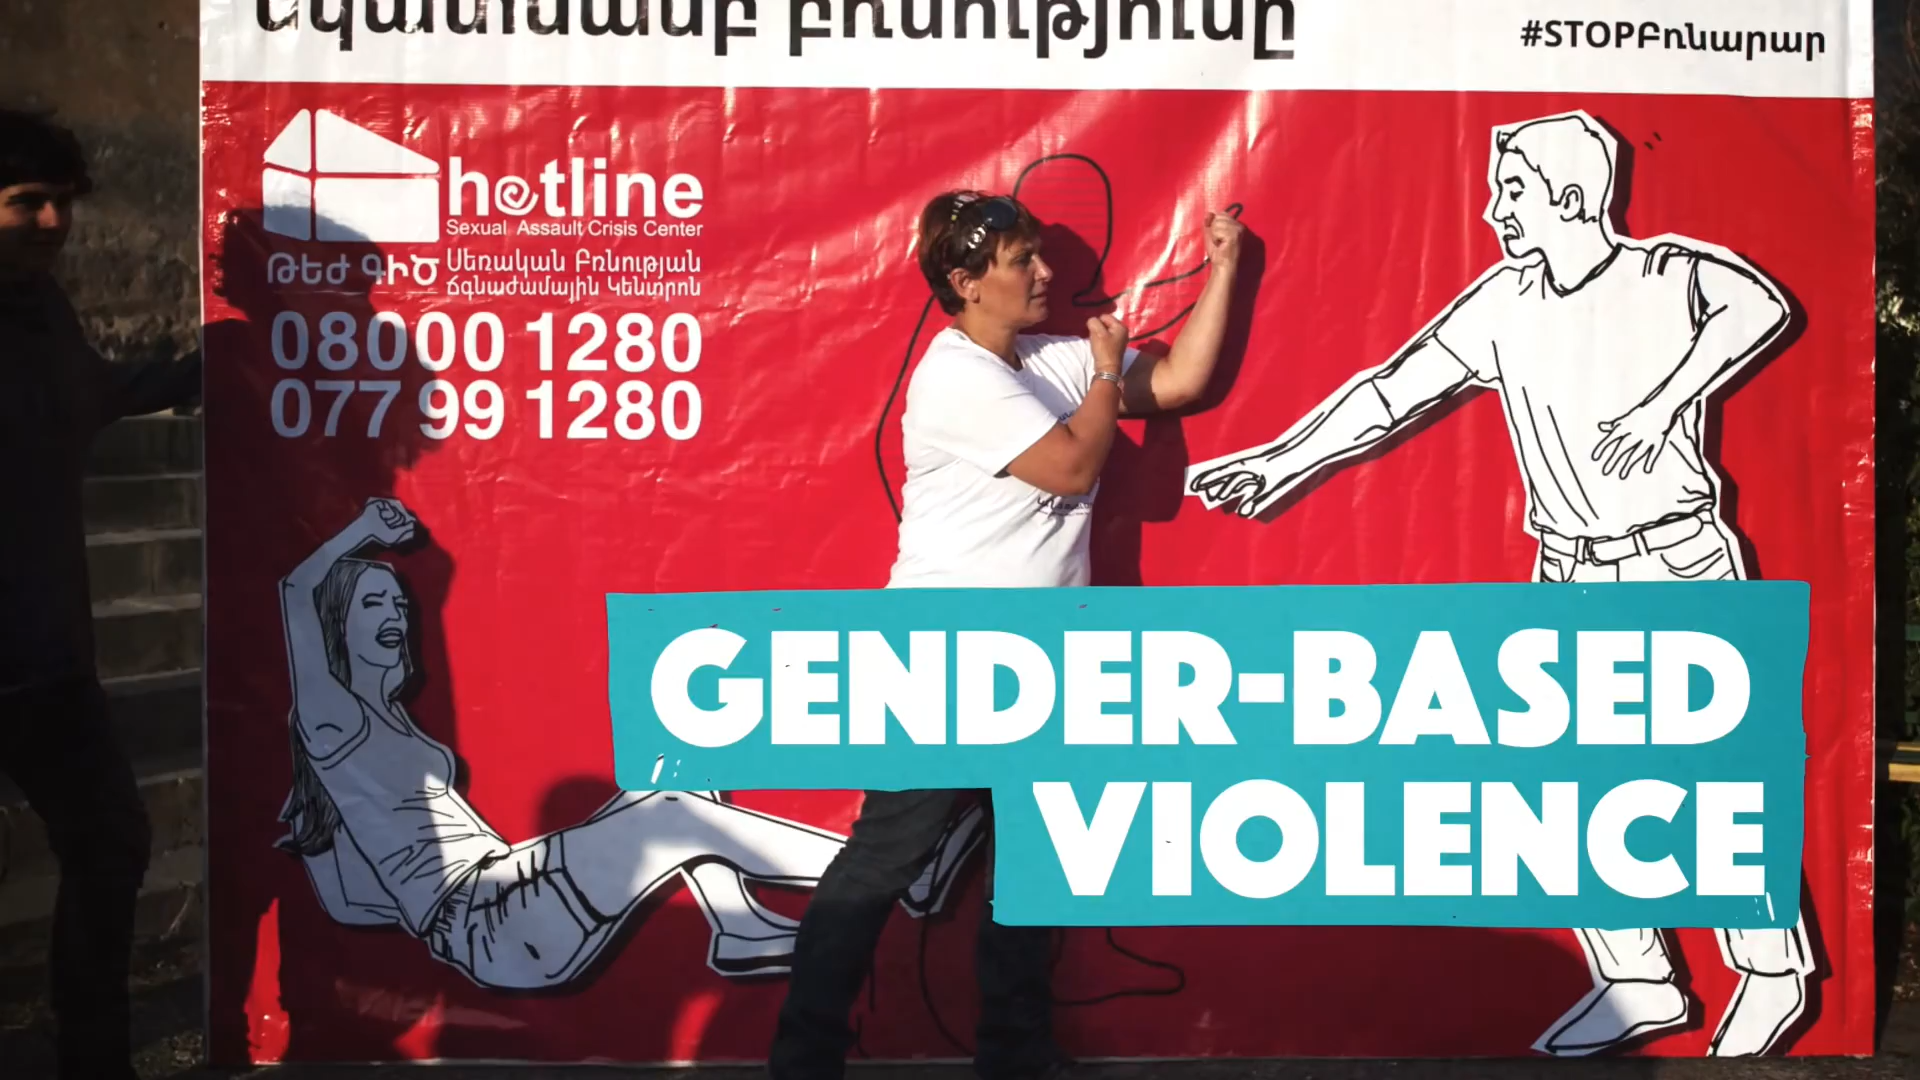 նկատմամբ բռնությունը
#STOPԲռնարար
hotline
Sexual Assault Crisis Center
ԹԵԺ ԳԻԾ
Սեռական Բռնության
Ճգնաժամային Կենտրոն
08000 1280
077 99 1280
GENDER-BASED
VIOLENCE